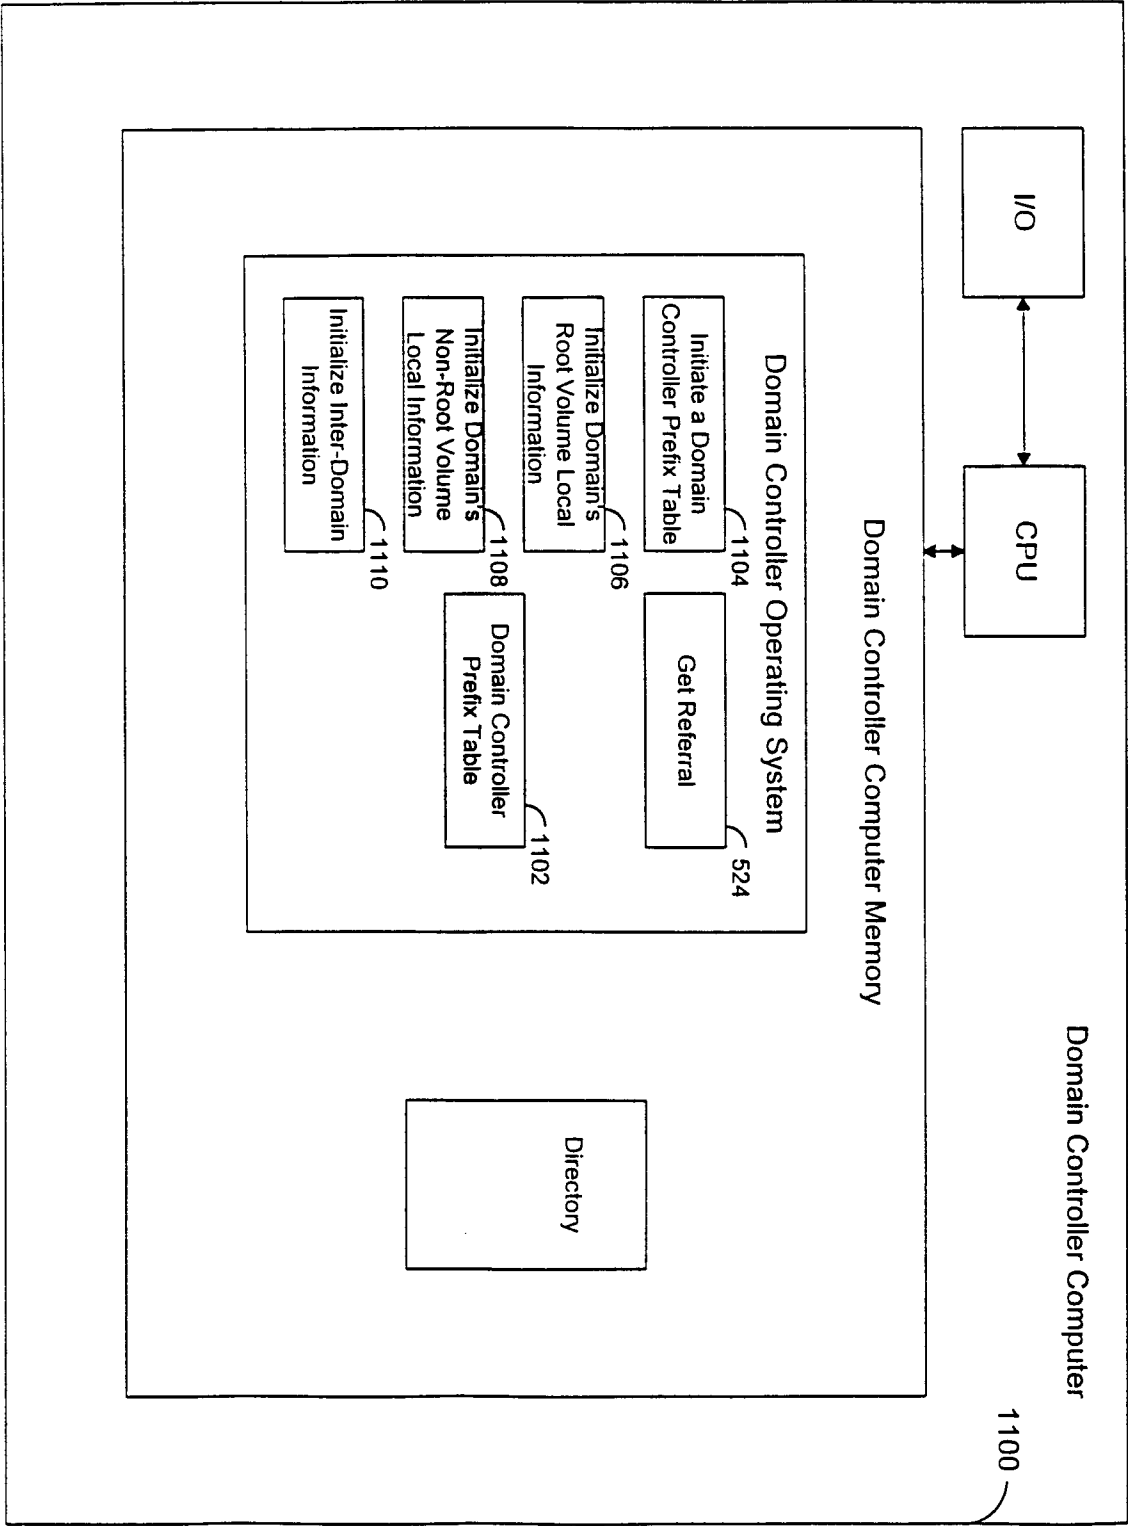 Domain Controller Computer
1100
I/O
CPU
Domain Controller Computer Memory
Domain Controller Operating System
Initiate a Domain
Controller Prefix Table
1104
Get Referral
524
Initialize Domain's
Root Volume Local
Information
1106
Initialize Domain's
Non-Root Volume
Local Information
1108
Domain Controller
Prefix Table
1102
Initialize Inter-Domain
Information
1110
Directory